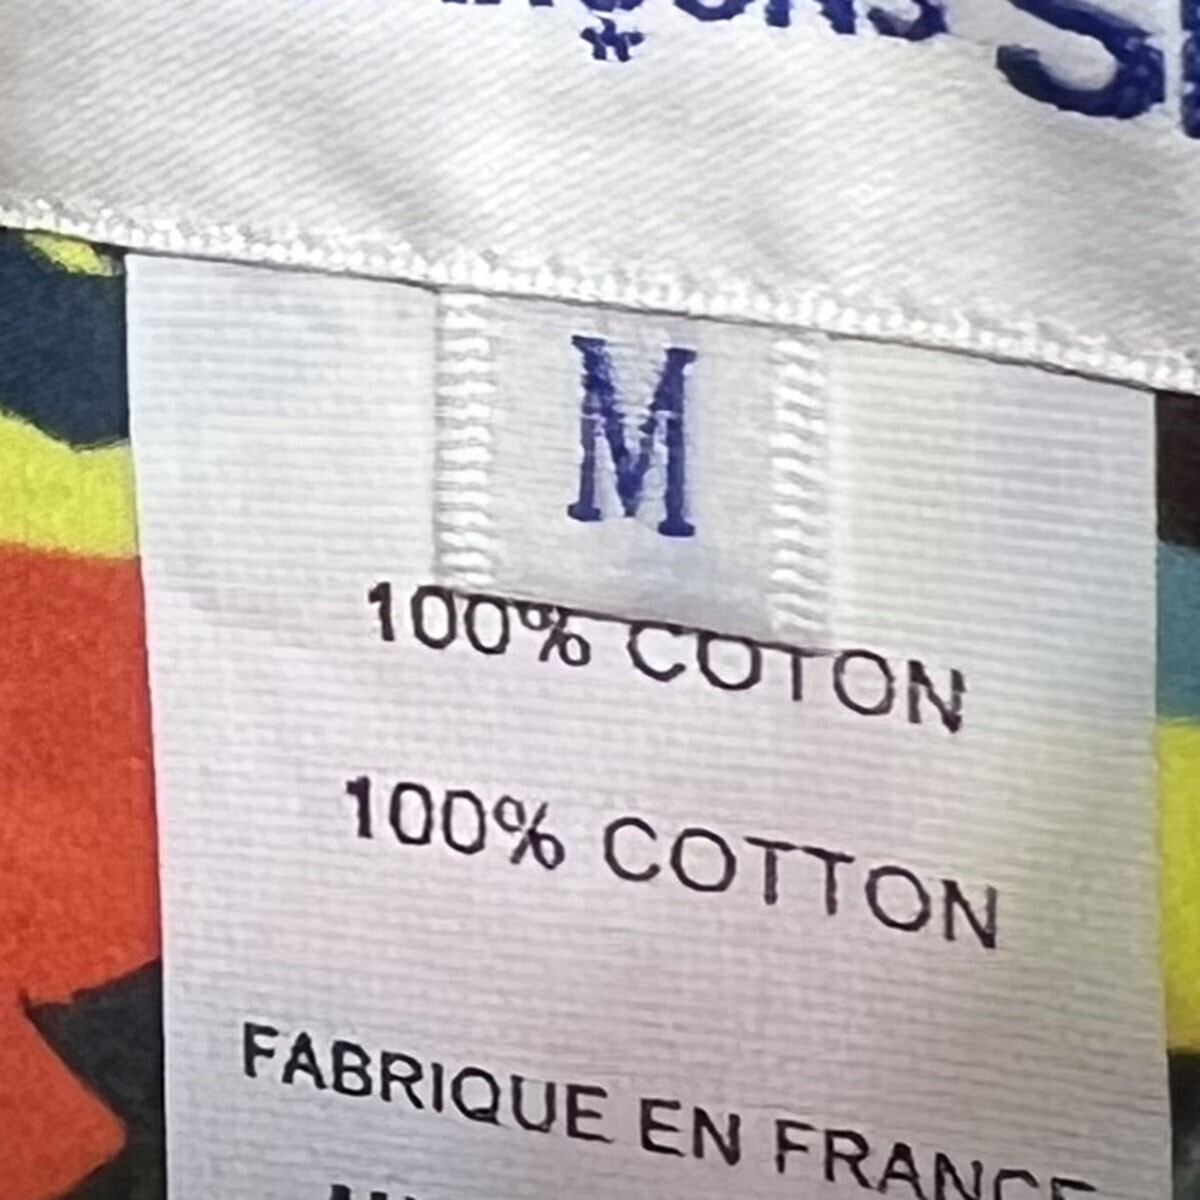 M
100% COTON
100% COTTON
FABRIQUE EN FRANCE